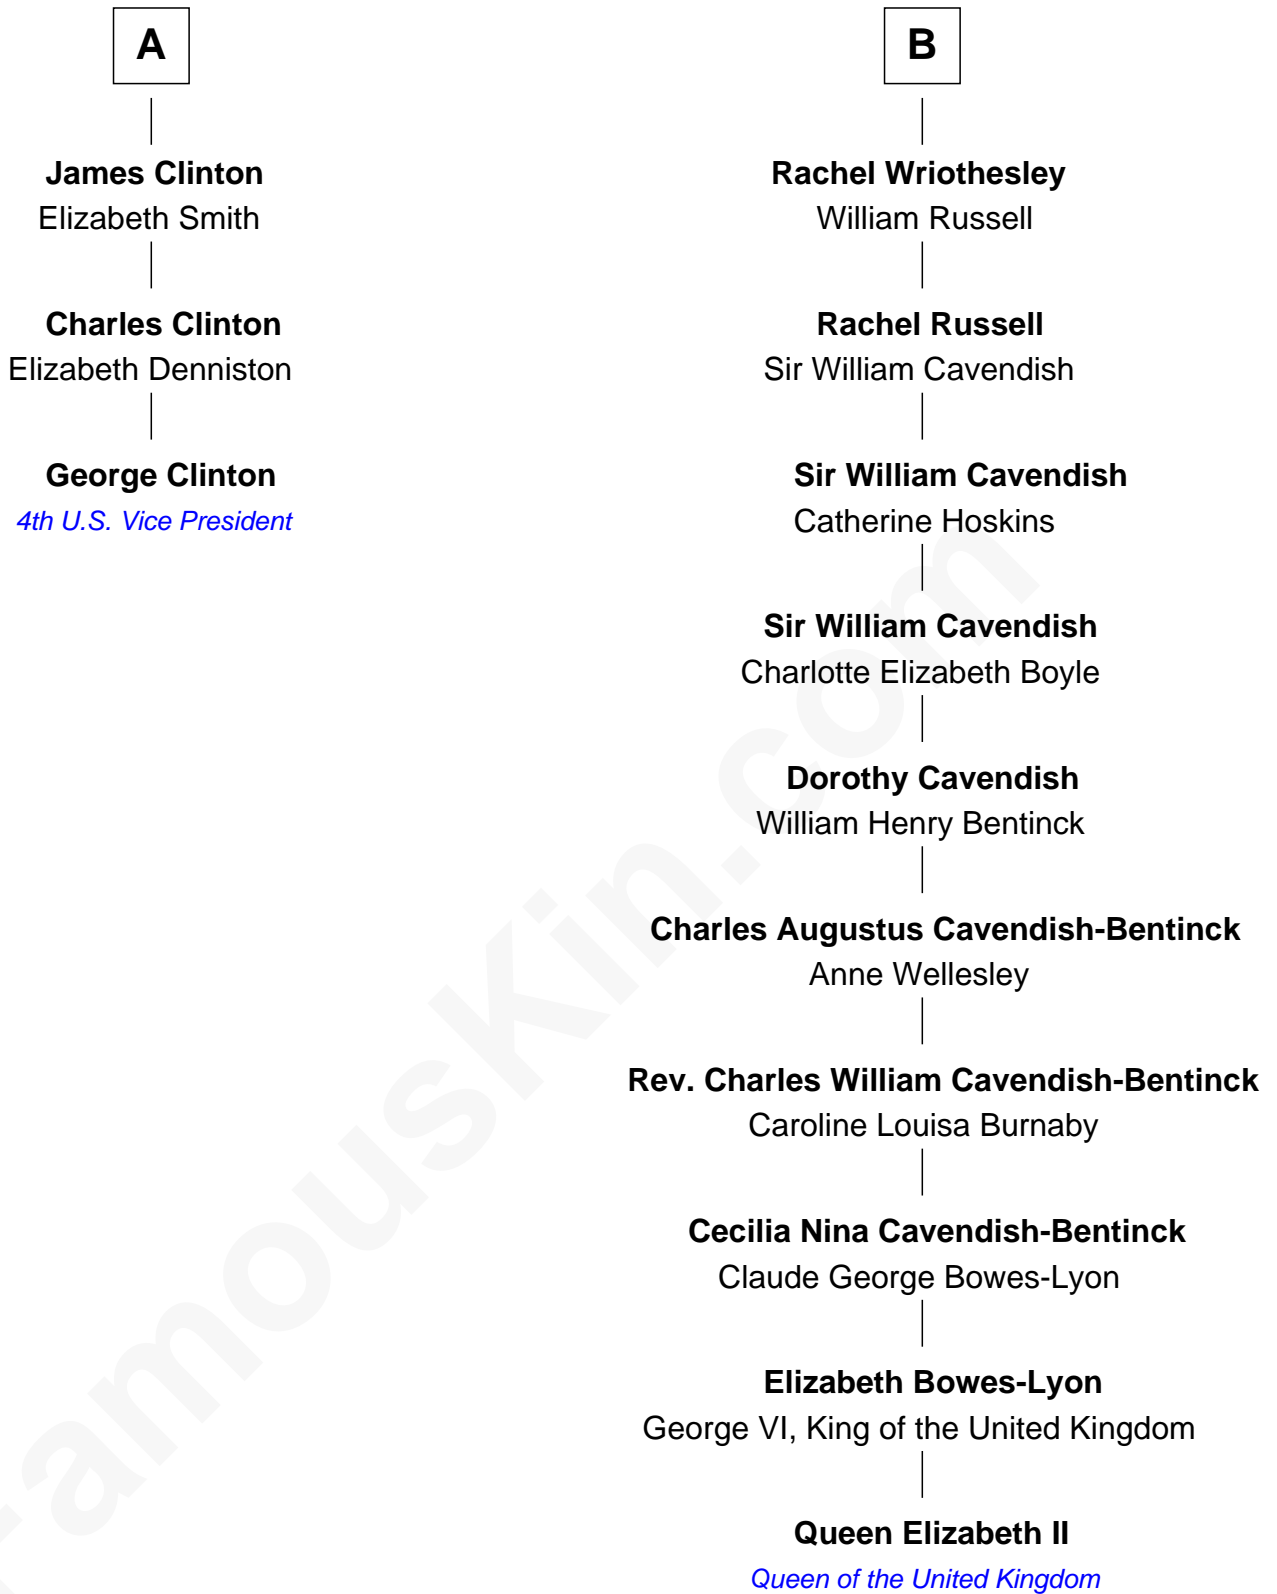 A
James Clinton
Elizabeth Smith
Charles Clinton
Elizabeth Denniston
George Clinton
4th U.S. Vice President
B
Rachel Wriothesley
William Russell
Rachel Russell
Sir William Cavendish
Sir William Cavendish
Catherine Hoskins
Sir William Cavendish
Charlotte Elizabeth Boyle
Dorothy Cavendish
William Henry Bentinck
Charles Augustus Cavendish-Bentinck
Anne Wellesley
Rev. Charles William Cavendish-Bentinck
Caroline Louisa Burnaby
Cecilia Nina Cavendish-Bentinck
Claude George Bowes-Lyon
Elizabeth Bowes-Lyon
George VI, King of the United Kingdom
Queen Elizabeth II
Queen of the United Kingdom
FamousKin.com